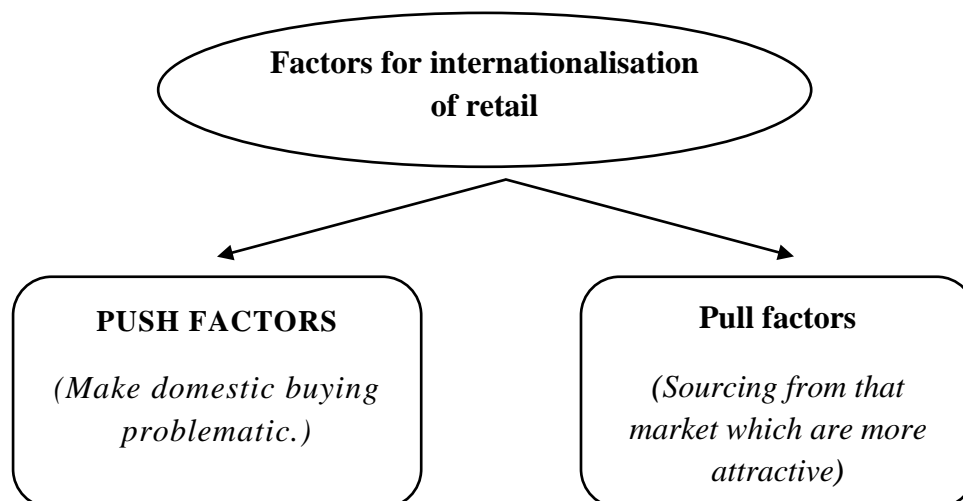 Factors for internationalisation
of retail
PUSH FACTORS
(Make domestic buying
problematic.)
Pull factors
(Sourcing from that
market which are more
attractive)